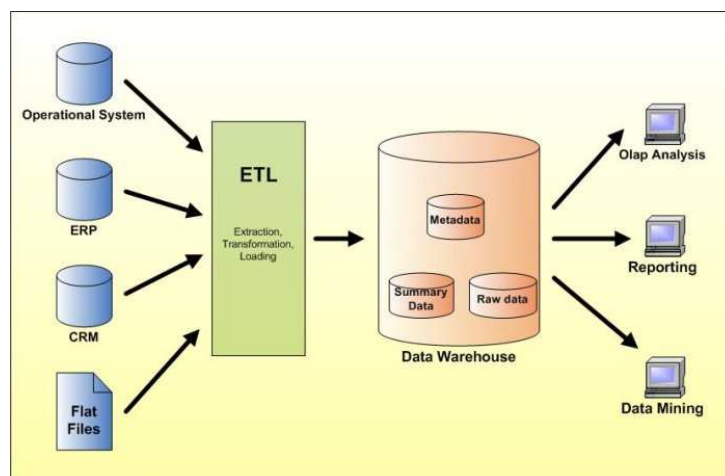 Operational System
ERP
CRM
Flat
Files
ETL
Extraction,
Transformation,
Loading
Metadata
Summary
Data
Raw data
Data Warehouse
Olap Analysis
Reporting
Data Mining